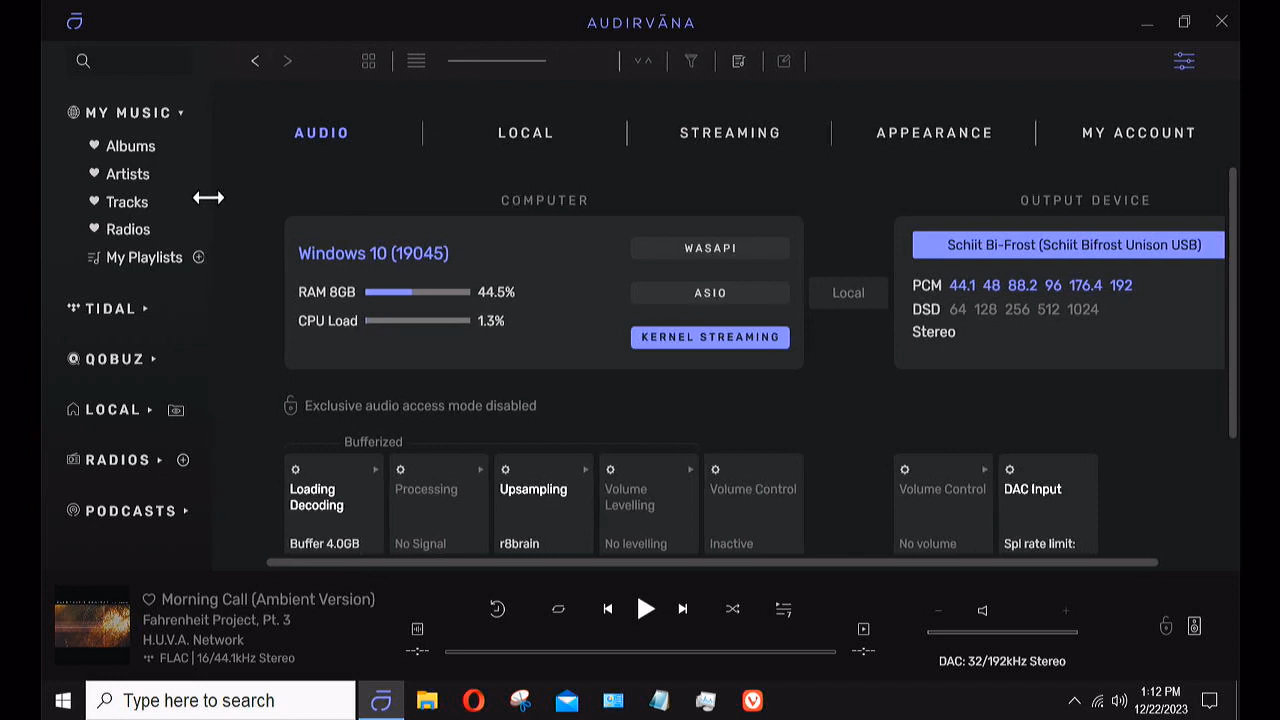 AUDIRVĀNA
MY MUSIC
Albums
Artists
Tracks
Radios
My Playlists
TIDAL
QOBUZ
LOCAL
RADIOS
PODCASTS
AUDIO
LOCAL
STREAMING
APPEARANCE
MY ACCOUNT
COMPUTER
Windows 10 (19045)
RAM 8GB 44.5%
CPU Load 1.3%
WASAPI
ASIO
KERNEL STREAMING
Local
OUTPUT DEVICE
Schiit Bi-Frost (Schiit Bifrost Unison USB)
PCM 44.1 48 88.2 96 176.4 192
DSD 64 128 256 512 1024
Stereo
Exclusive audio access mode disabled
Bufferized
Loading
Decoding
Buffer 4.0GB
Processing
No Signal
Upsampling
r8brain
Volume
Levelling
No levelling
Volume Control
Inactive
Volume Control
No volume
DAC Input
Spl rate limit:
Morning Call (Ambient Version)
Fahrenheit Project, Pt. 3
H.U.V.A. Network
FLAC | 16/44.1kHz Stereo
7
DAC: 32/192kHz Stereo
Type here to search
1:12 PM
12/22/2023